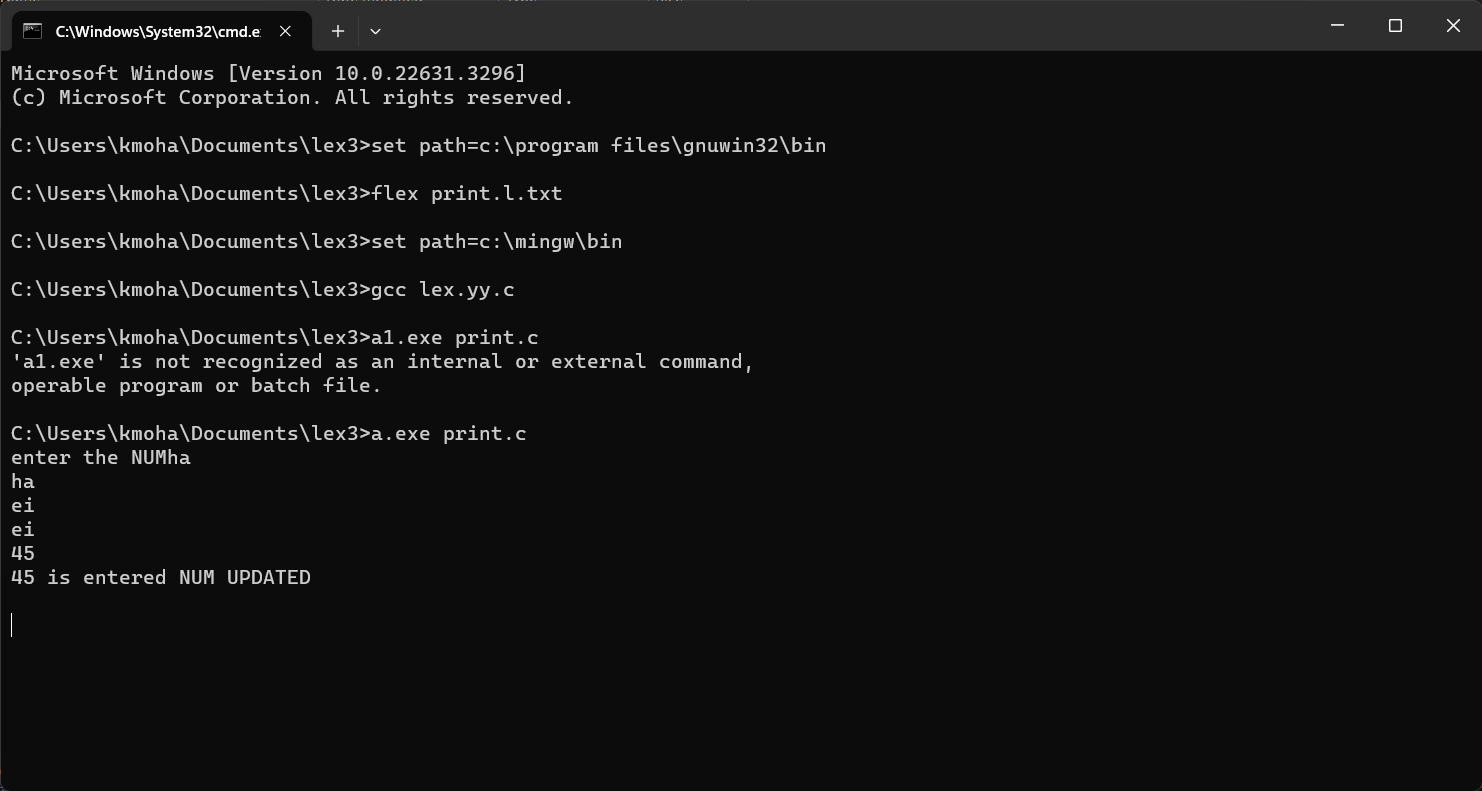 C:\Windows\System32\cmd.e
Microsoft Windows [Version 10.0.22631.3296]
(c) Microsoft Corporation. All rights reserved.
C:\Users\kmoha\Documents\lex3>set path=c:\program files\gnuwin32\bin
C:\Users\kmoha\Documents\lex3>flex print.l.txt
C:\Users\kmoha\Documents\lex3>set path=c:\mingw\bin
C:\Users\kmoha\Documents\lex3>gcc lex.yy.c
C:\Users\kmoha\Documents\lex3>a1.exe print.c
'a1.exe' is not recognized as an internal or external command,
operable program or batch file.
C:\Users\kmoha\Documents\lex3>a.exe print.c
enter the NUMha
ha
ei
ei
45
45 is entered NUM UPDATED